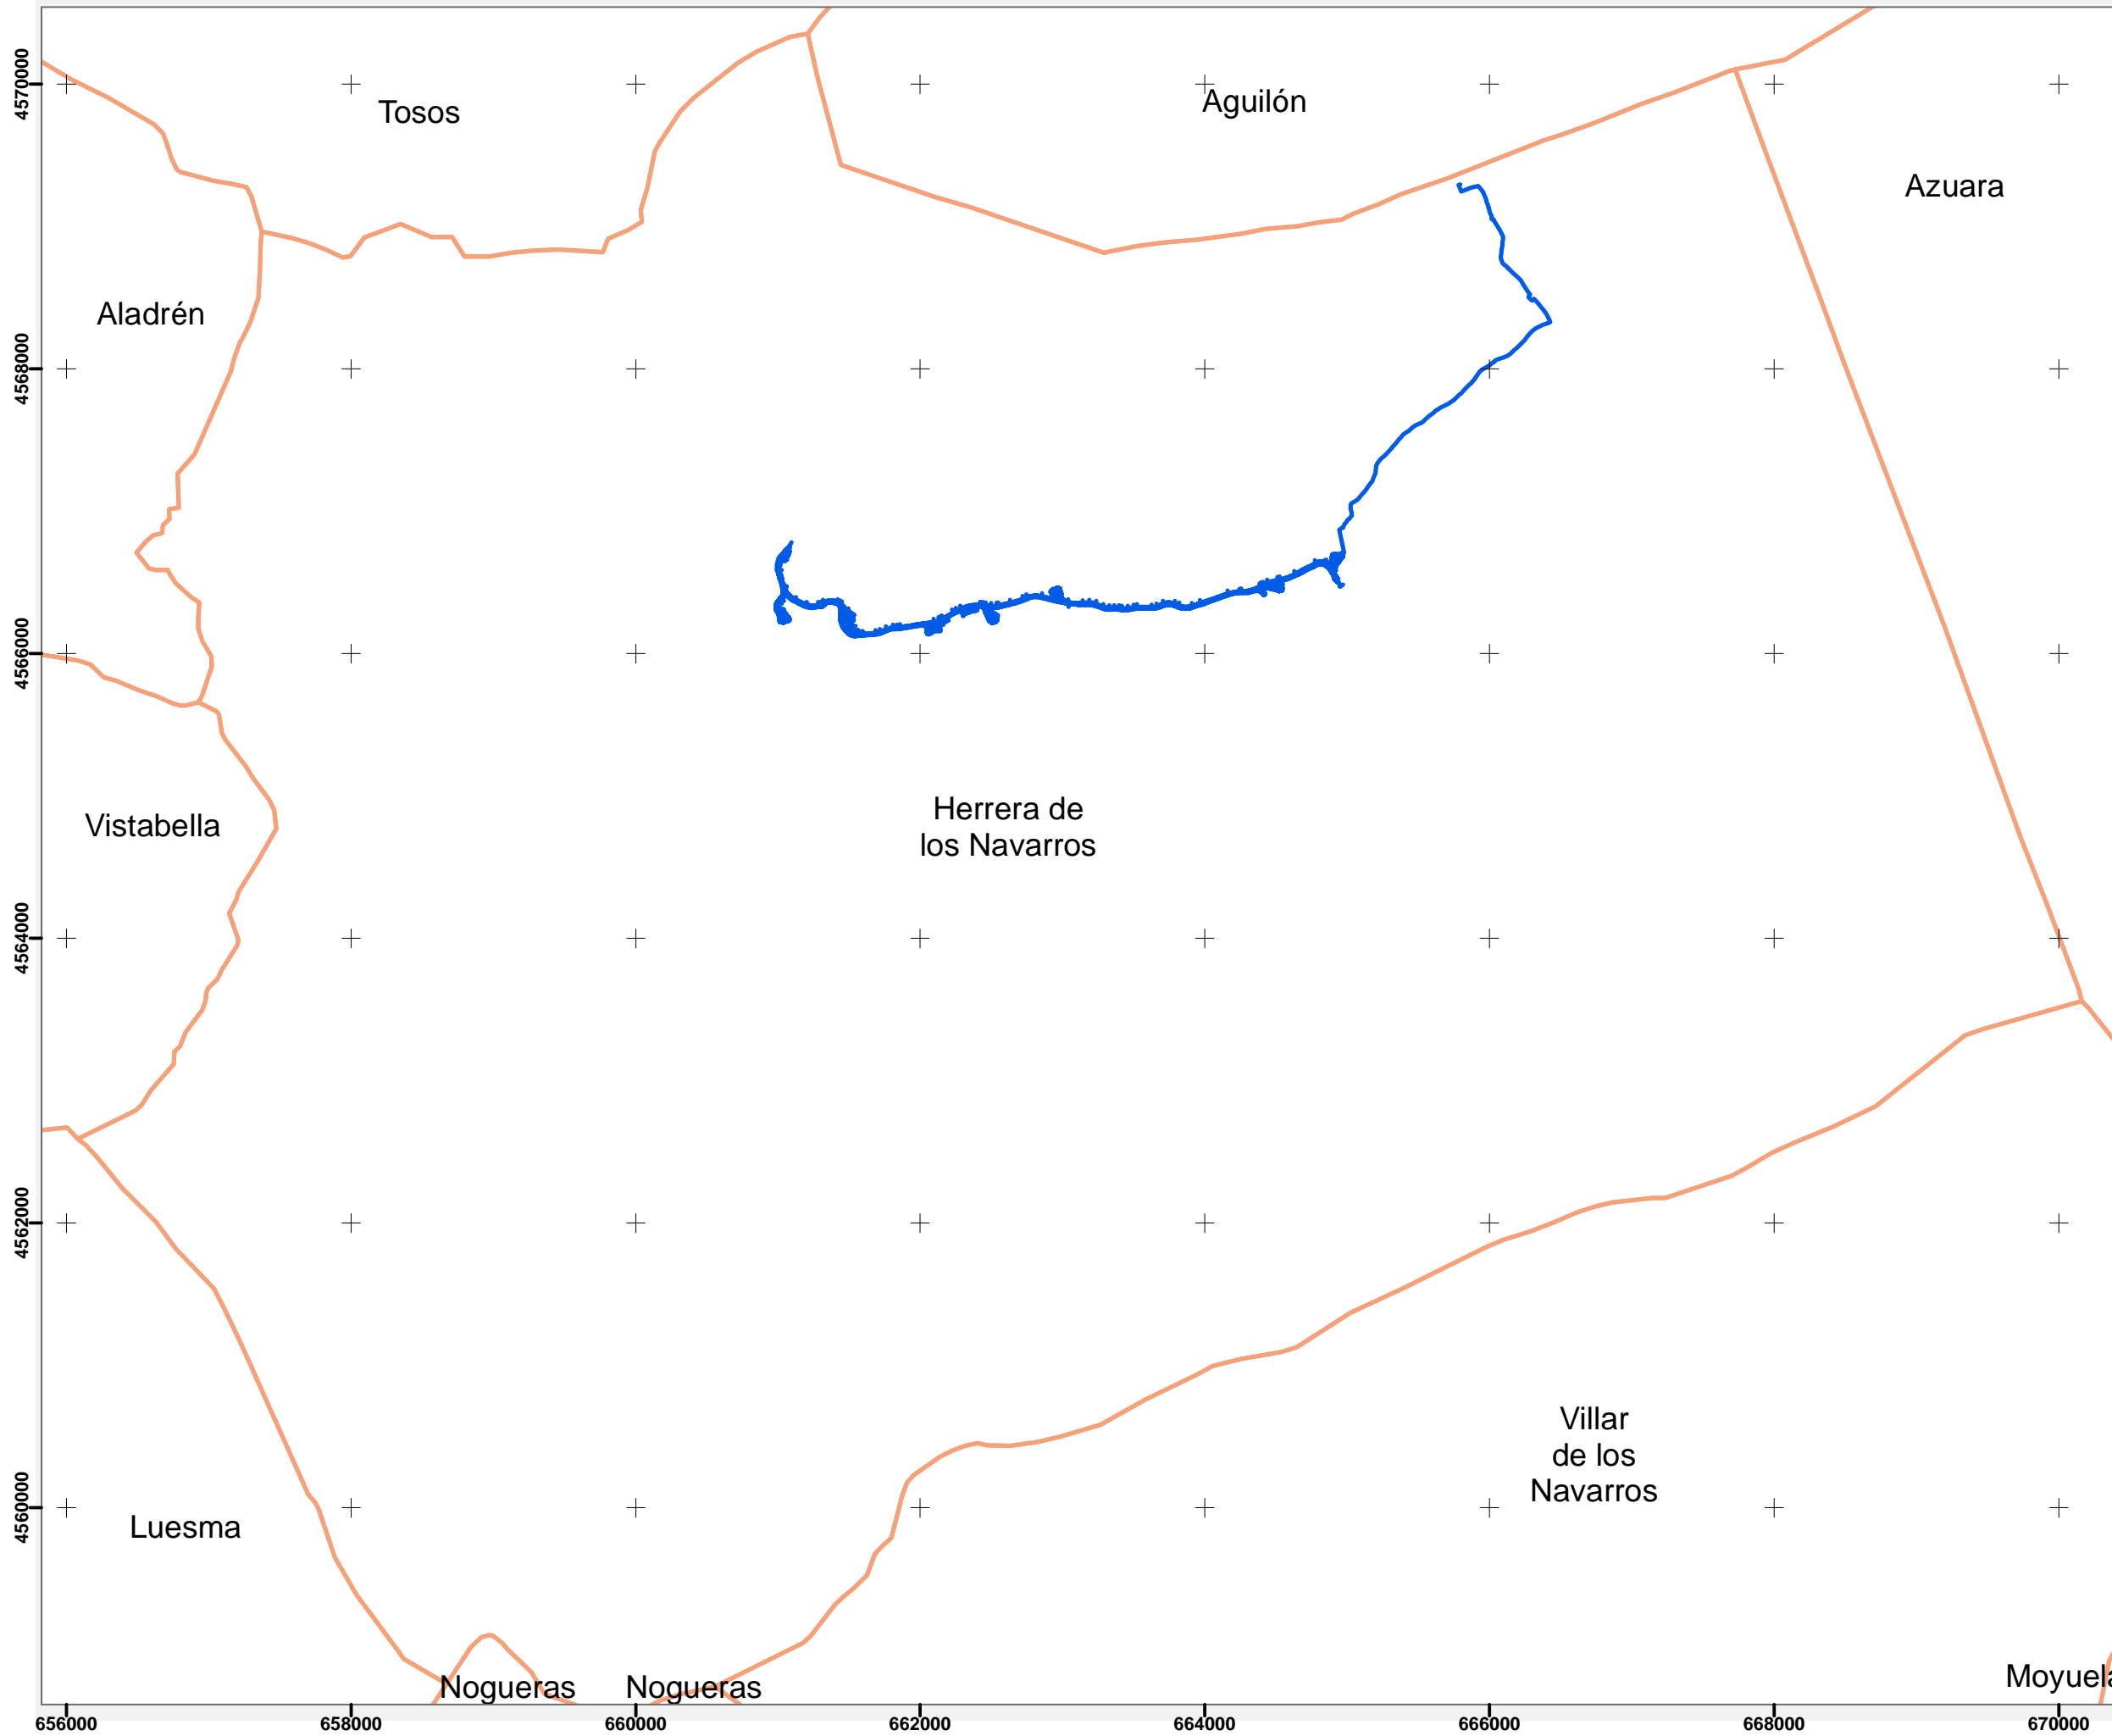 4570000
Tosos
Aguilón
Azuara
Aladrén
4568000
4566000
Vistabella
Herrera de
los Navarros
4564000
4562000
Villar
de los
Navarros
4560000
Luesma
Nogueras
Nogueras
Moyuela
656000
658000
660000
662000
664000
666000
668000
670000